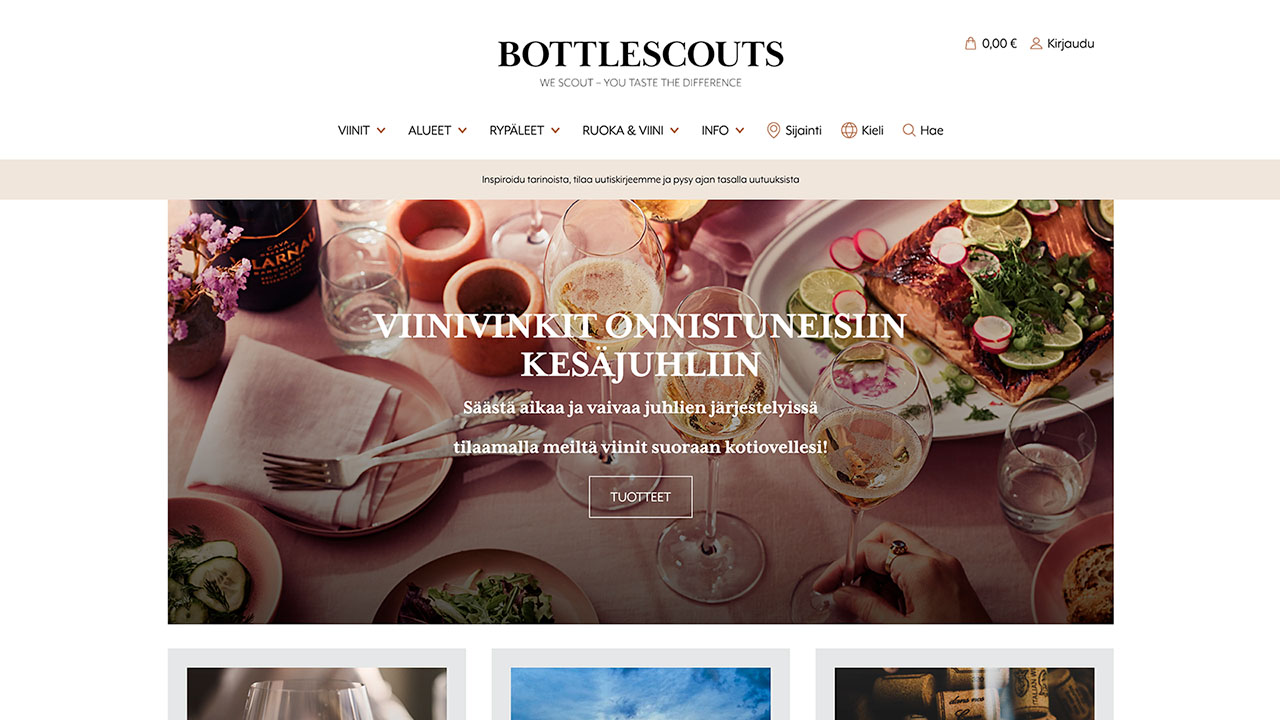 BOTTLESCOUTS
WE SCOUT – YOU TASTE THE DIFFERENCE
0,00 € Kirjaudu
VIINIT ALUEET RYPÄLEET RUOKA & VIINI INFO Sijainti Kieli Hae
Inspiroidu tarinoista, tilaa uutiskirjeemme ja pysy ajan tasalla uutuuksista
CAVA
BARCELONA
VIINIVINKIT ONNISTUNEISIIN
KESÄJUHLIIN
Säästä aikaa ja vaivaa juhlien järjestelyissä
tilaamalla meiltä viinit suoraan kotiovellesi!
TUOTTEET